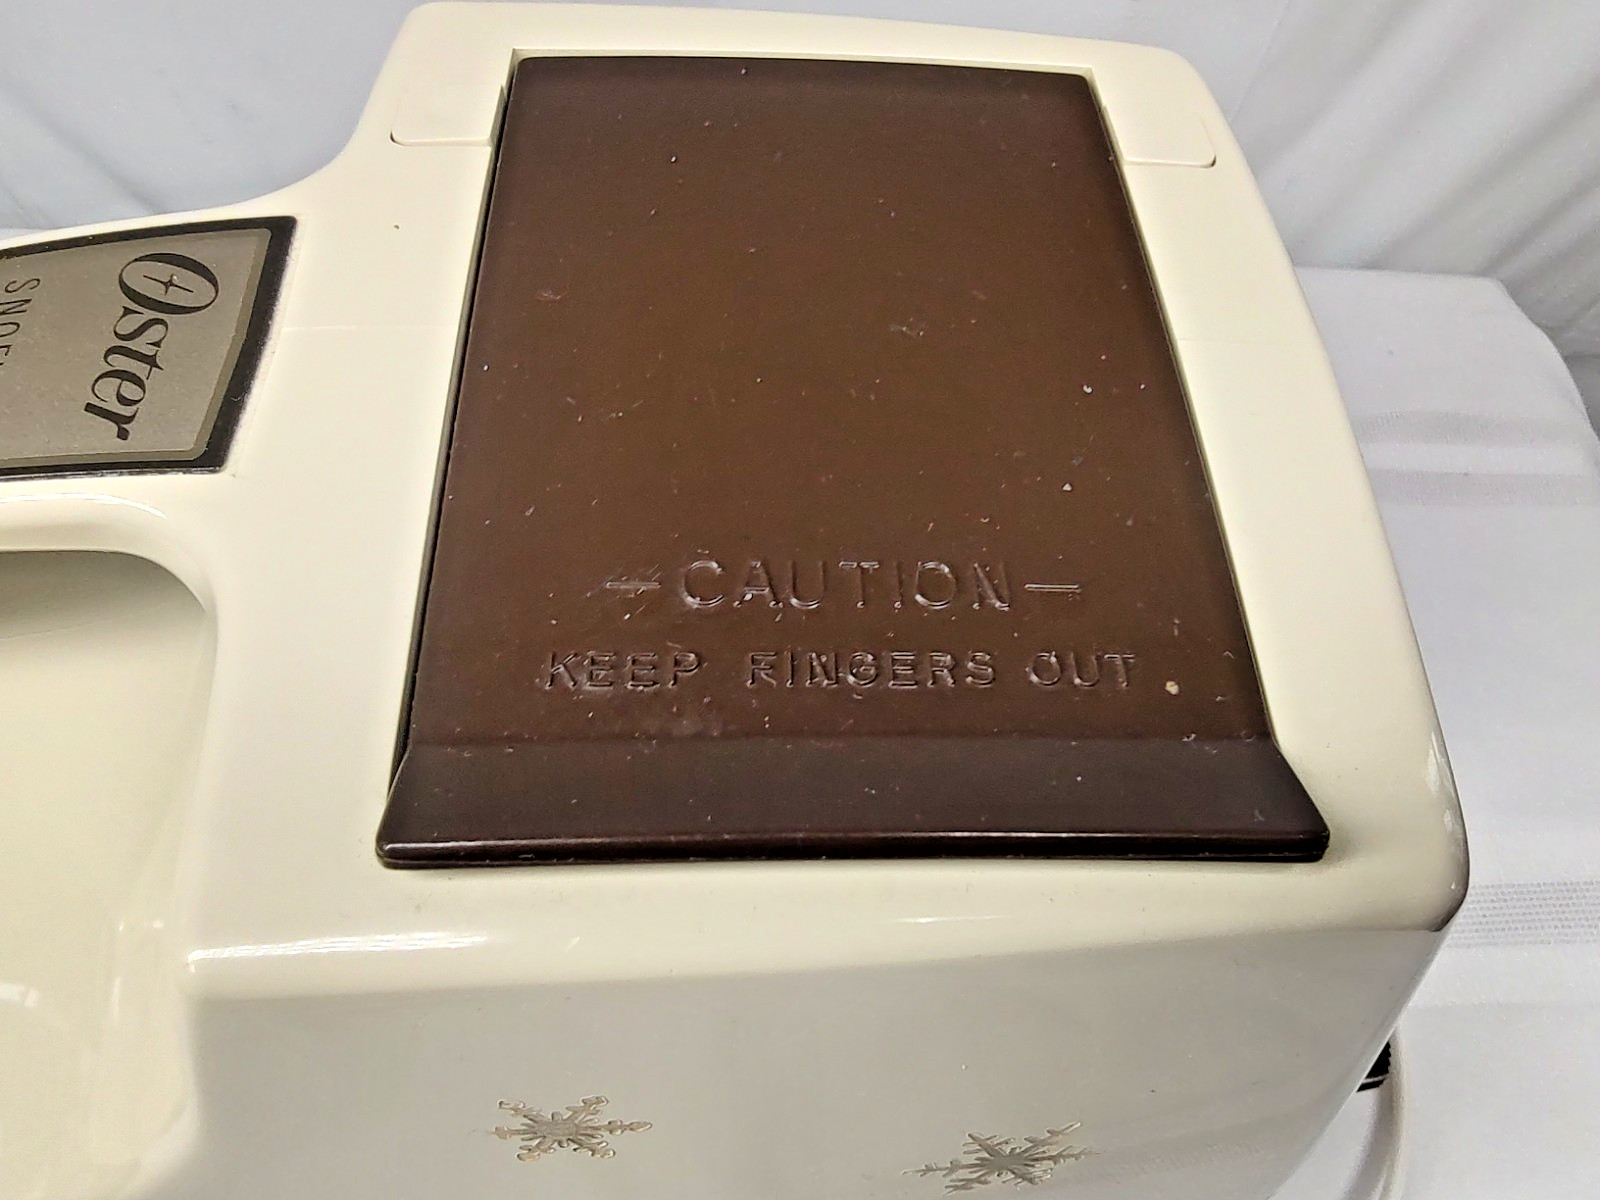 Oster
— CAUTION —
KEEP FINGERS OUT